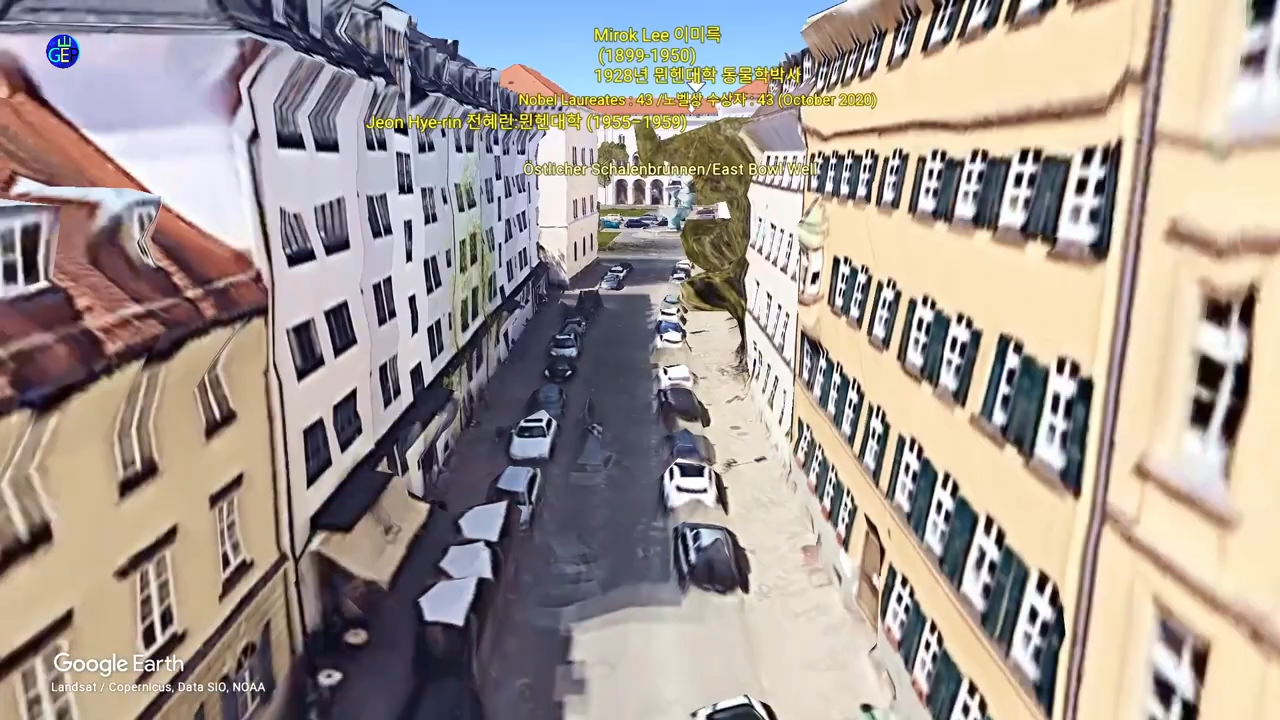 Mirok Lee 이미륵
(1899-1950)
1928년 뮌헨대학 동물학박사
Nobel Laureates : 43 /노벨상 수상자 : 43 (October 2020)
Jeon Hye-rin 전혜린 뮌헨대학 (1955~1959)
Östlicher Schalenbrunnen/East Bowl Well
GEP
Google Earth
Landsat / Copernicus, Data SIO, NOAA